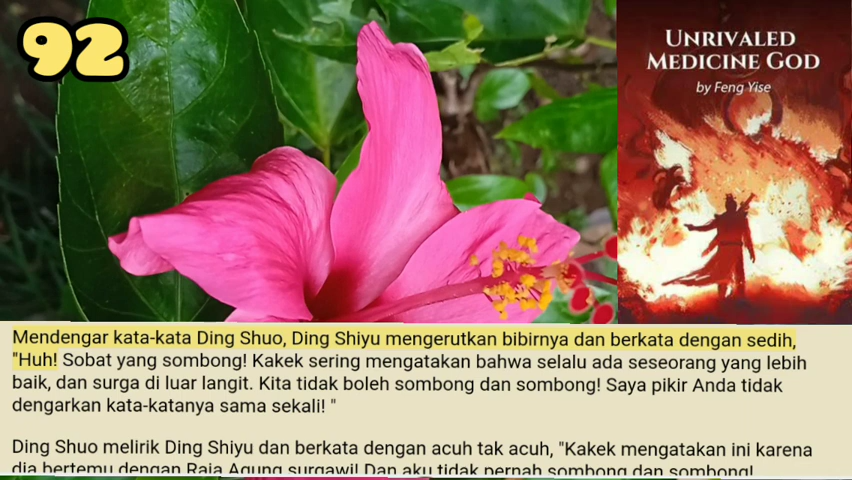 92
UNRIVALED
MEDICINE GOD
by Feng Yise
Mendengar kata-kata Ding Shuo, Ding Shiyu mengerutkan bibirnya dan berkata dengan sedih,
"Huh! Sobat yang sombong! Kakek sering mengatakan bahwa selalu ada seseorang yang lebih
baik, dan surga di luar langit. Kita tidak boleh sombong dan sombong! Saya pikir Anda tidak
dengarkan kata-katanya sama sekali! "
Ding Shuo melirik Ding Shiyu dan berkata dengan acuh tak acuh, "Kakek mengatakan ini karena
dia bertemu dengan Raja Agung surgawi! Dan aku tidak pernah sombong dan sombong!